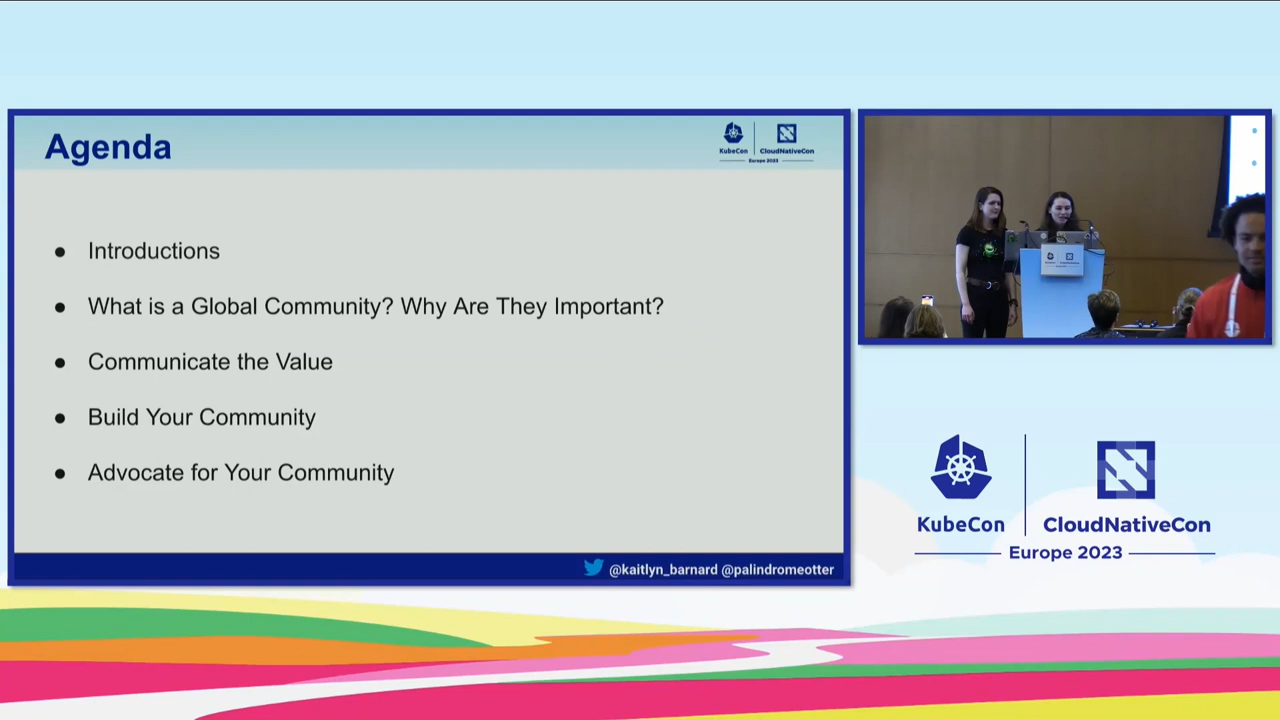 Agenda
KubeCon
CloudNativeCon
Europe 2023
● Introductions
● What is a Global Community? Why Are They Important?
● Communicate the Value
● Build Your Community
● Advocate for Your Community
@kaitlyn_barnard @palindromeotter
KubeCon
CloudNativeCon
Europe 2023